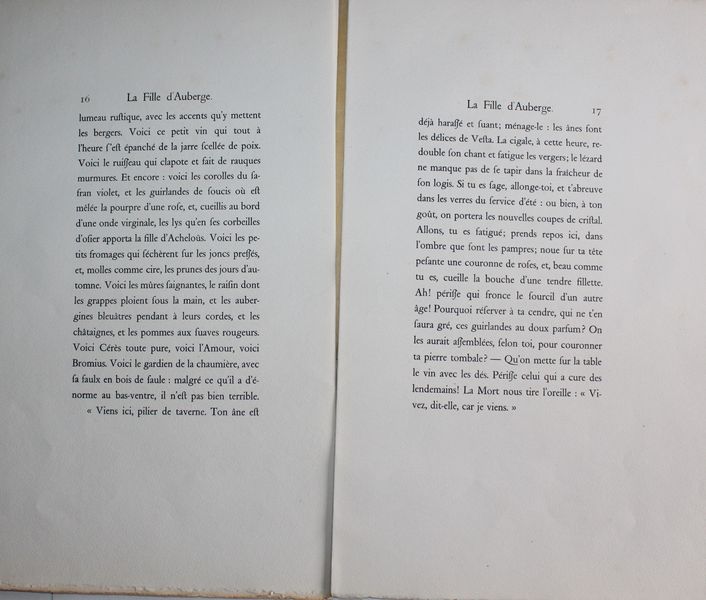 16 La Fille d'Auberge.
lumeau ruſtique, avec les accents qu'y mettent
les bergers. Voici ce petit vin qui tout à
l'heure ſ'eſt épanché de la jarre ſcellée de poix.
Voici le ruiſſeau qui clapote et fait de rauques
murmures. Et encore : voici les corolles du ſa-
fran violet, et les guirlandes de ſoucis où eſt
mêlée la pourpre d'une roſe, et, cueillis au bord
d'une onde virginale, les lys qu'en ſes corbeilles
d'oſier apporta la fille d'Acheloüs. Voici les pe-
tits fromages qui ſéchèrent ſur les joncs preſſés,
et, molles comme cire, les prunes des jours d'au-
tomne. Voici les mûres ſaignantes, le raiſin dont
les grappes ploient ſous la main, et les auber-
gines bleuâtres pendant à leurs cordes, et les
châtaignes, et les pommes aux ſuaves rougeurs.
Voici Cérès toute pure, voici l'Amour, voici
Bromius. Voici le gardien de la chaumière, avec
ſa faulx en bois de ſaule : malgré ce qu'il a d'é-
norme au bas-ventre, il n'eſt pas bien terrible.
« Viens ici, pilier de taverne. Ton âne eſt
La Fille d'Auberge. 17
déjà haraſſé et ſuant; ménage-le : les ânes ſont
les délices de Veſta. La cigale, à cette heure, re-
double ſon chant et fatigue les vergers; le lézard
ne manque pas de ſe tapir dans la fraîcheur de
ſon logis. Si tu es ſage, allonge-toi, et t'abreuve
dans les verres du ſervice d'été : ou bien, à ton
goût, on portera les nouvelles coupes de criſtal.
Allons, tu es fatigué; prends repos ici, dans
l'ombre que font les pampres; noue ſur ta tête
peſante une couronne de roſes, et, beau comme
tu es, cueille la bouche d'une tendre fillette.
Ah! périſſe qui fronce le ſourcil d'un autre
âge! Pourquoi réſerver à ta cendre, qui ne t'en
ſaura gré, ces guirlandes au doux parfum? On
les aurait aſſemblées, ſelon toi, pour couronner
ta pierre tombale? — Qu'on mette ſur la table
le vin avec les dés. Périſſe celui qui a cure des
lendemains! La Mort nous tire l'oreille : « Vi-
vez, dit-elle, car je viens. »